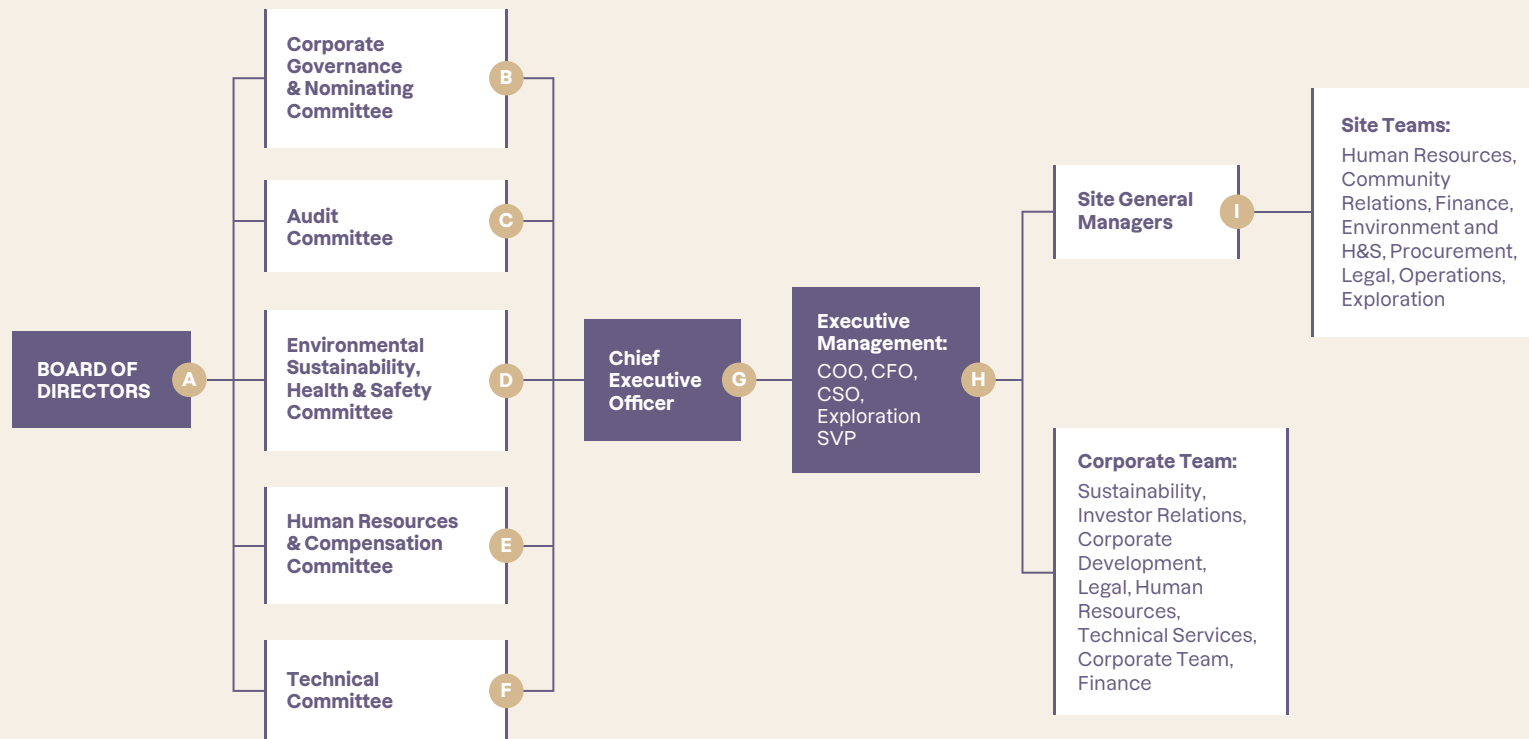 BOARD OF
DIRECTORS
A
Corporate
Governance
& Nominating
Committee
B
Audit
Committee
C
Environmental
Sustainability,
Health & Safety
Committee
D
Human Resources
& Compensation
Committee
E
Technical
Committee
F
Chief
Executive
Officer
G
Executive
Management:
COO, CFO,
CSO,
Exploration
SVP
H
Site General
Managers
I
Site Teams:
Human Resources,
Community
Relations, Finance,
Environment and
H&S, Procurement,
Legal, Operations,
Exploration
Corporate Team:
Sustainability,
Investor Relations,
Corporate
Development,
Legal, Human
Resources,
Technical Services,
Corporate Team,
Finance